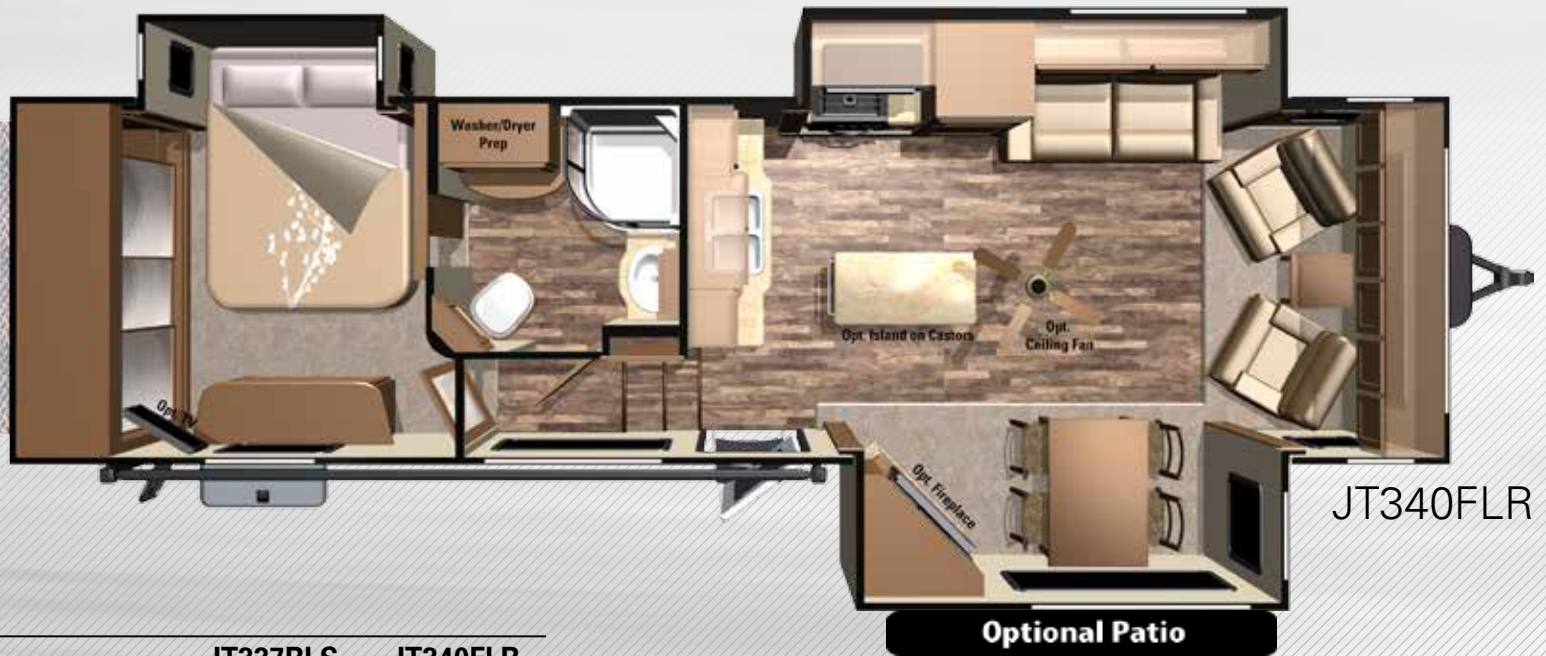 Washer/Dryer
Prep
Opt. Island on Castors
Opt.
Ceiling Fan
Opt. TV
Opt. Fireplace
JT340FLR
Optional Patio
JT340FLR